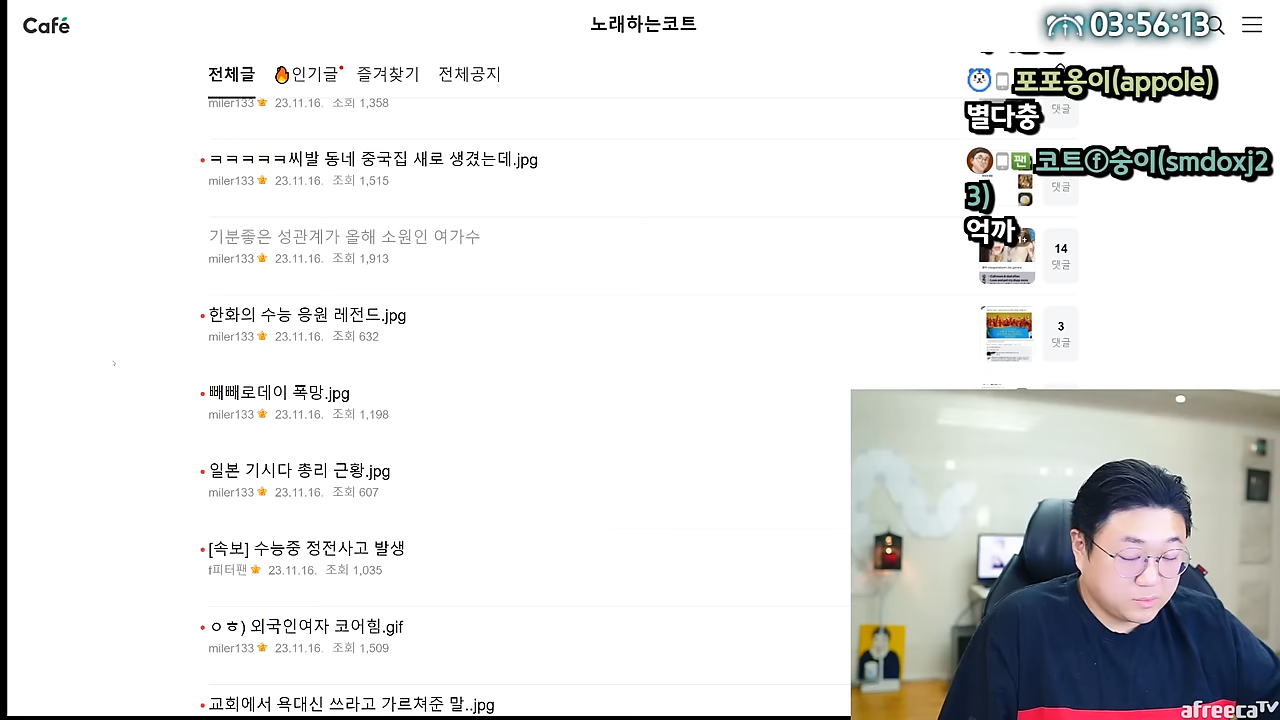 Café
노래하는코트
03:56:13
전체글
인기글
즐겨찾기
전체공지
포포옹이(appole)
별다충
짼 코트ⓕ숭이(smdoxj2
3)
억까
miler133 23.11.16. 조회 1,358
댓글
ㅋㅋㅋㅋㅋ씨발 동네 중국집 새로 생겼는데.jpg
miler133 23.11.16. 조회 1,515
댓글
기분좋은 성관계가 올해 소원인 여가수
miler133 23.11.16. 조회 1,913
14
댓글
한화의 수능 응원 레전드.jpg
miler133 23.11.16. 조회 632
3
댓글
빼빼로데이 폭망.jpg
miler133 23.11.16. 조회 1,198
일본 기시다 총리 근황.jpg
miler133 23.11.16. 조회 607
[속보] 수능중 정전사고 발생
f피터팬 23.11.16. 조회 1,035
ㅇㅎ) 외국인여자 코어힘.gif
miler133 23.11.16. 조회 1,509
교회에서 욕대신 쓰라고 가르쳐준 말..jpg
afreecaTV